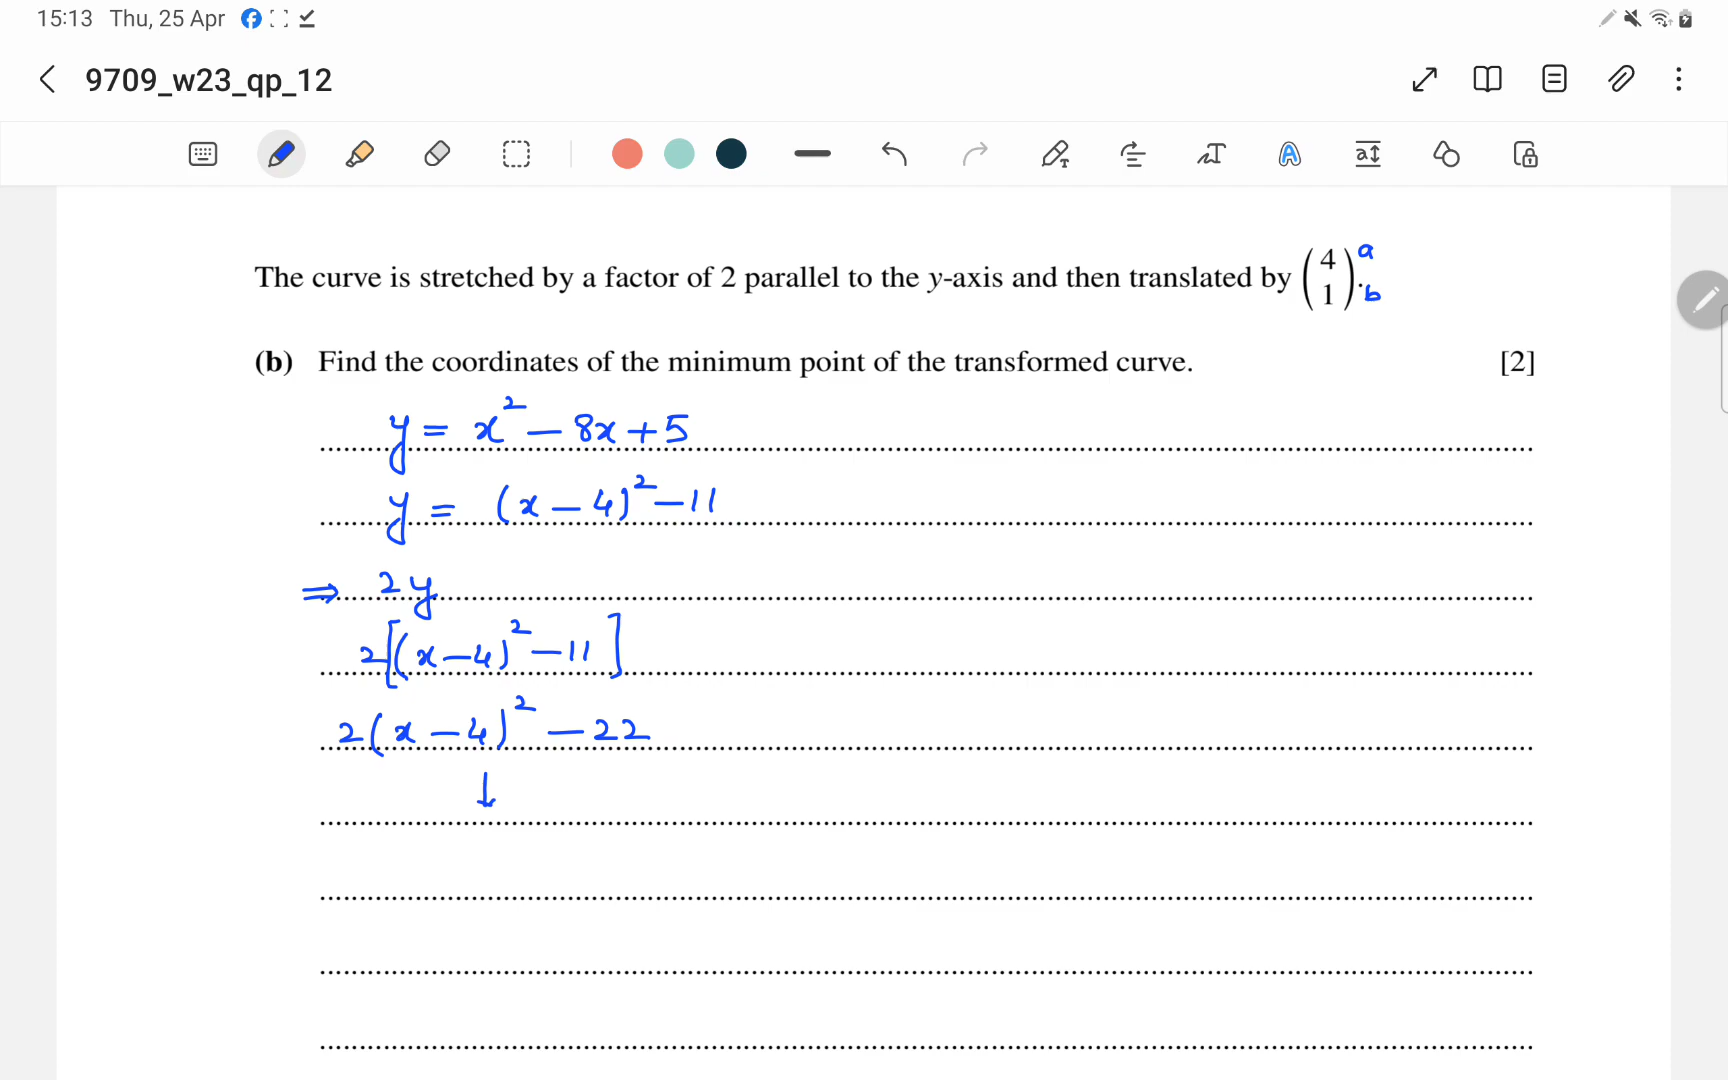 15:13 Thu, 25 Apr
9709_w23_qp_12
The curve is stretched by a factor of 2 parallel to the y-axis and then translated by (4 1). a b
(b) Find the coordinates of the minimum point of the transformed curve. [2]
y = x² − 8x + 5
y = (x − 4)² − 11
⇒ 2y
2[(x − 4)² − 11]
2(x − 4)² − 22
↓